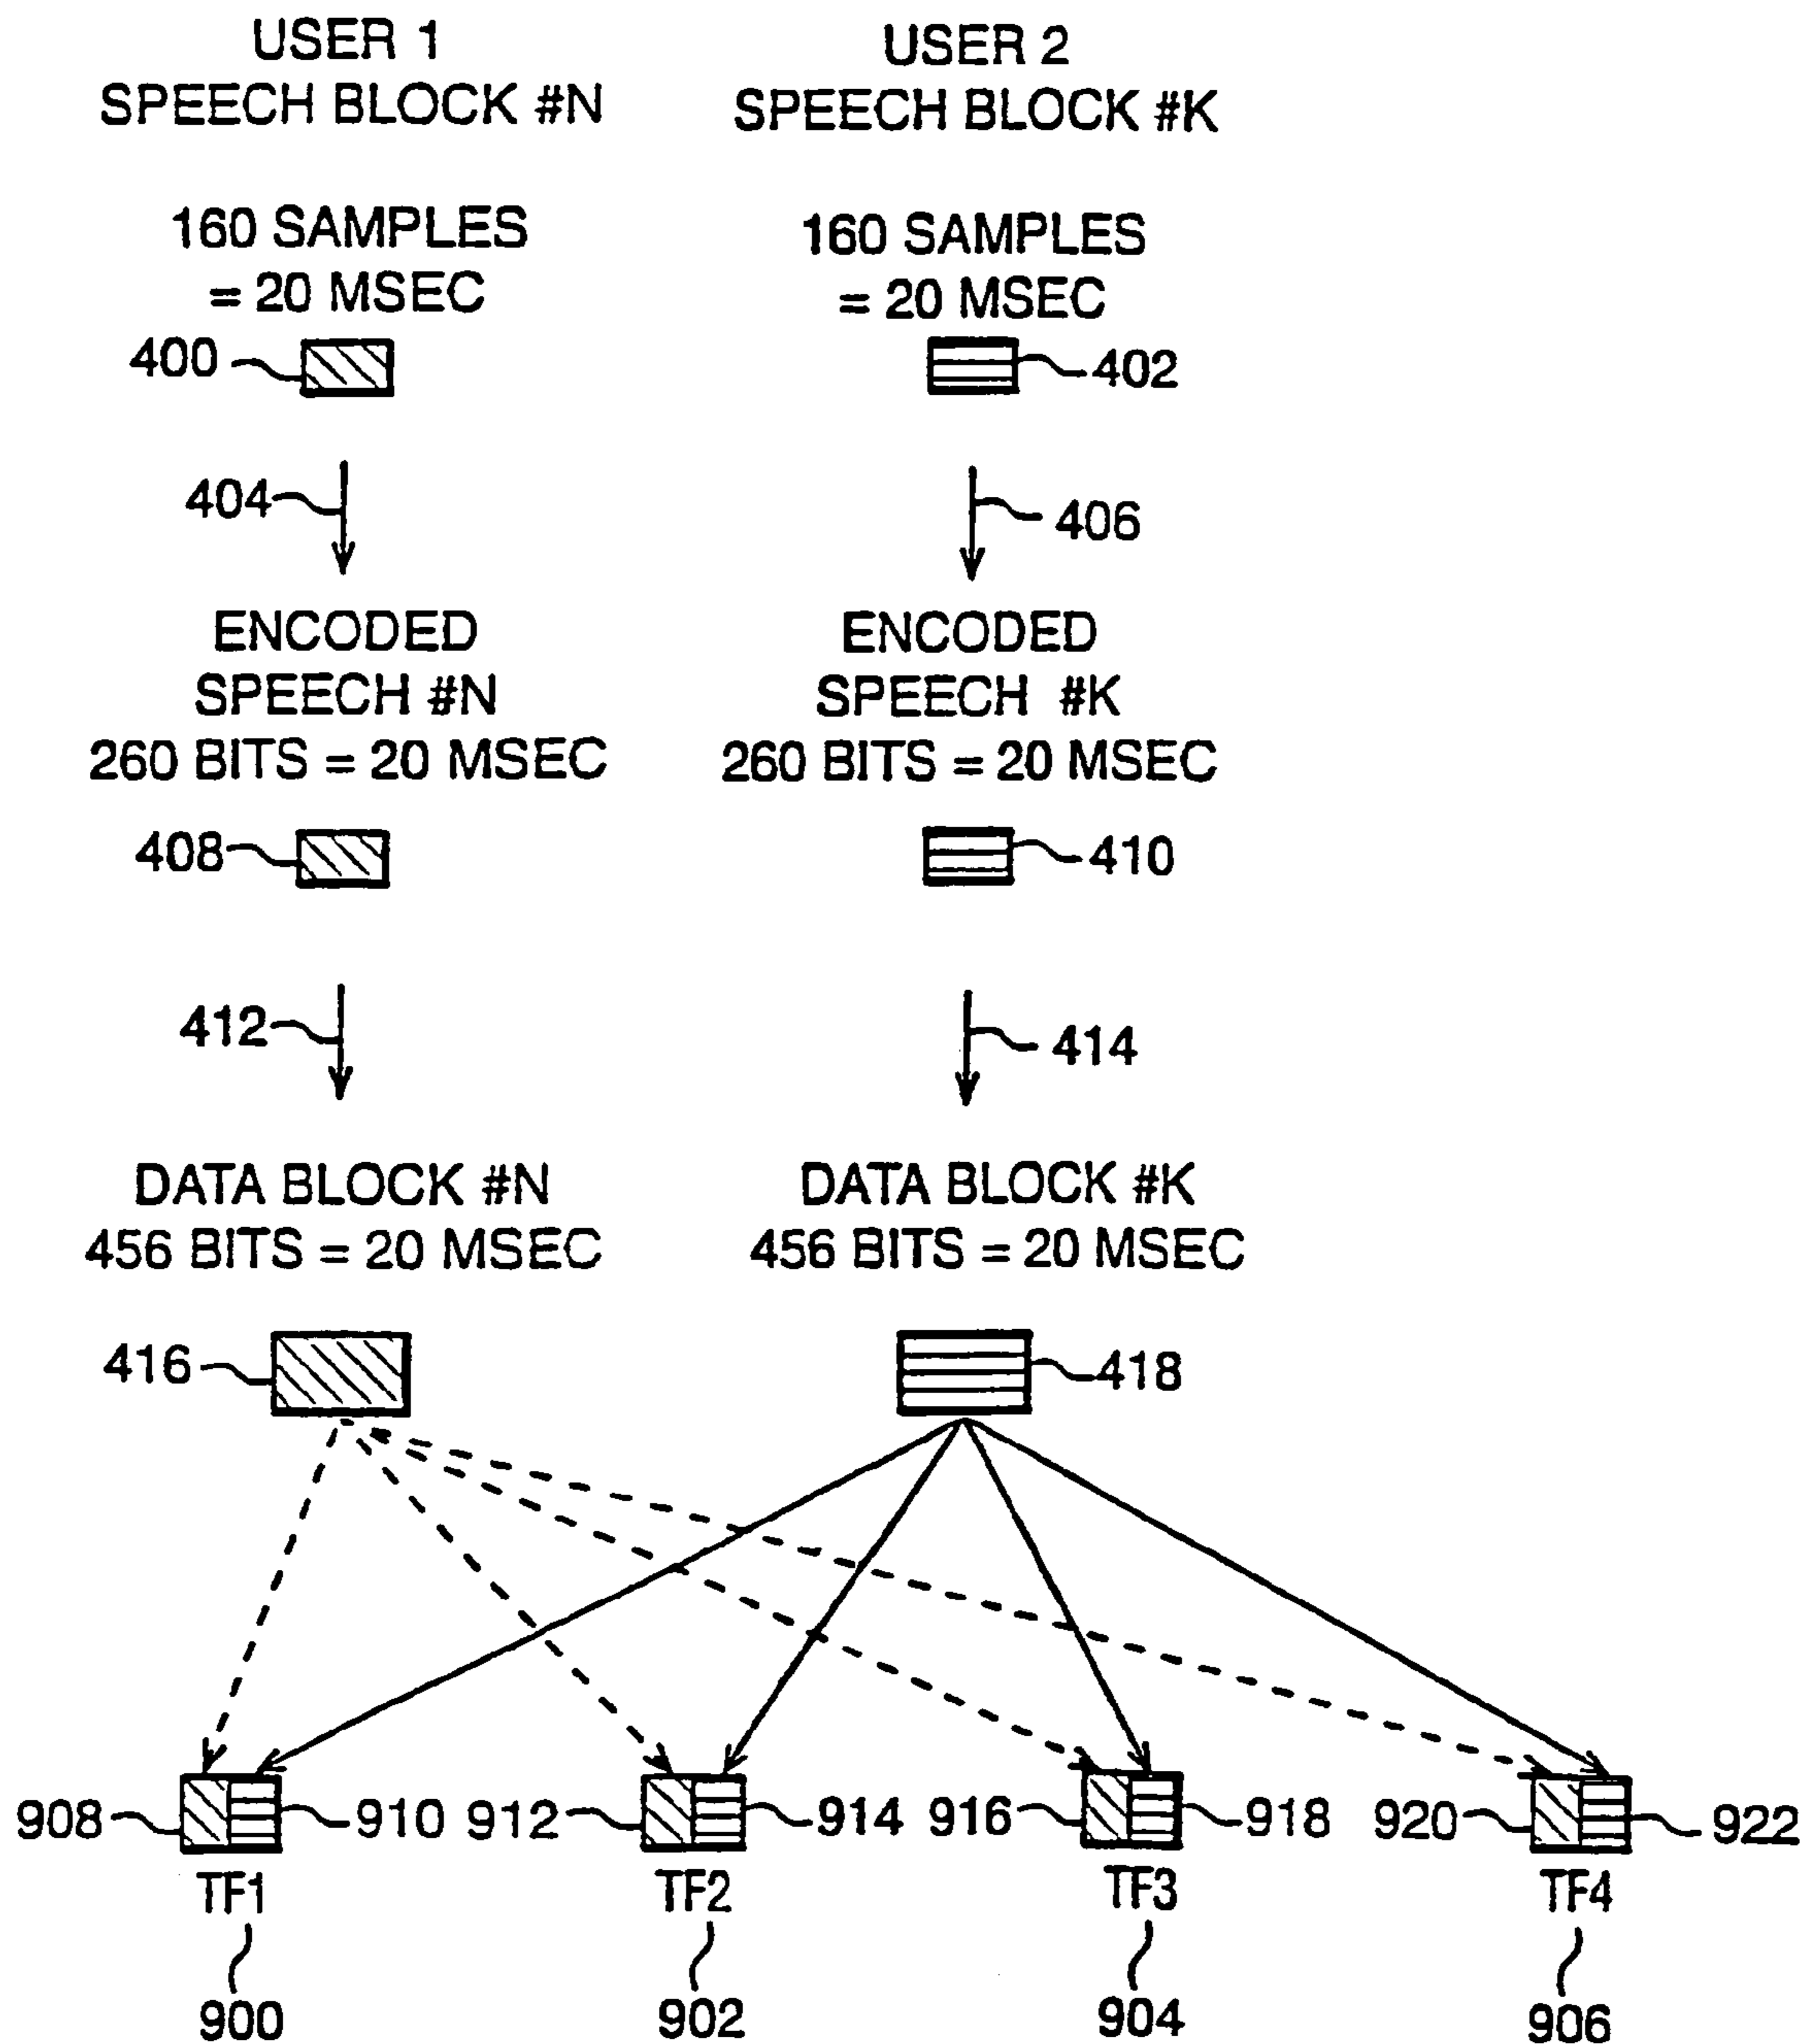 USER 1
SPEECH BLOCK #N
USER 2
SPEECH BLOCK #K
160 SAMPLES
= 20 MSEC
160 SAMPLES
= 20 MSEC
400
402
404
406
ENCODED
SPEECH #N
260 BITS = 20 MSEC
ENCODED
SPEECH #K
260 BITS = 20 MSEC
408
410
412
414
DATA BLOCK #N
456 BITS = 20 MSEC
DATA BLOCK #K
456 BITS = 20 MSEC
416
418
908
910
912
914
916
918
920
922
TF1
TF2
TF3
TF4
900
902
904
906